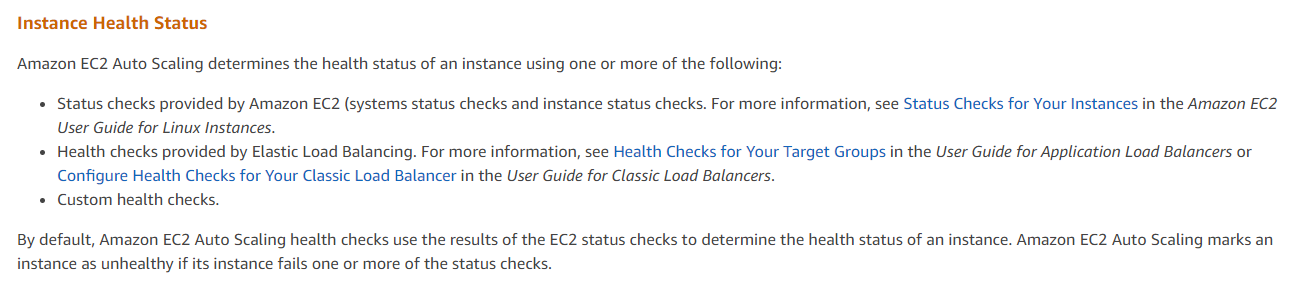 Instance Health Status
Amazon EC2 Auto Scaling determines the health status of an instance using one or more of the following:
• Status checks provided by Amazon EC2 (systems status checks and instance status checks. For more information, see Status Checks for Your Instances in the Amazon EC2
User Guide for Linux Instances.
• Health checks provided by Elastic Load Balancing. For more information, see Health Checks for Your Target Groups in the User Guide for Application Load Balancers or
Configure Health Checks for Your Classic Load Balancer in the User Guide for Classic Load Balancers.
• Custom health checks.
By default, Amazon EC2 Auto Scaling health checks use the results of the EC2 status checks to determine the health status of an instance. Amazon EC2 Auto Scaling marks an
instance as unhealthy if its instance fails one or more of the status checks.